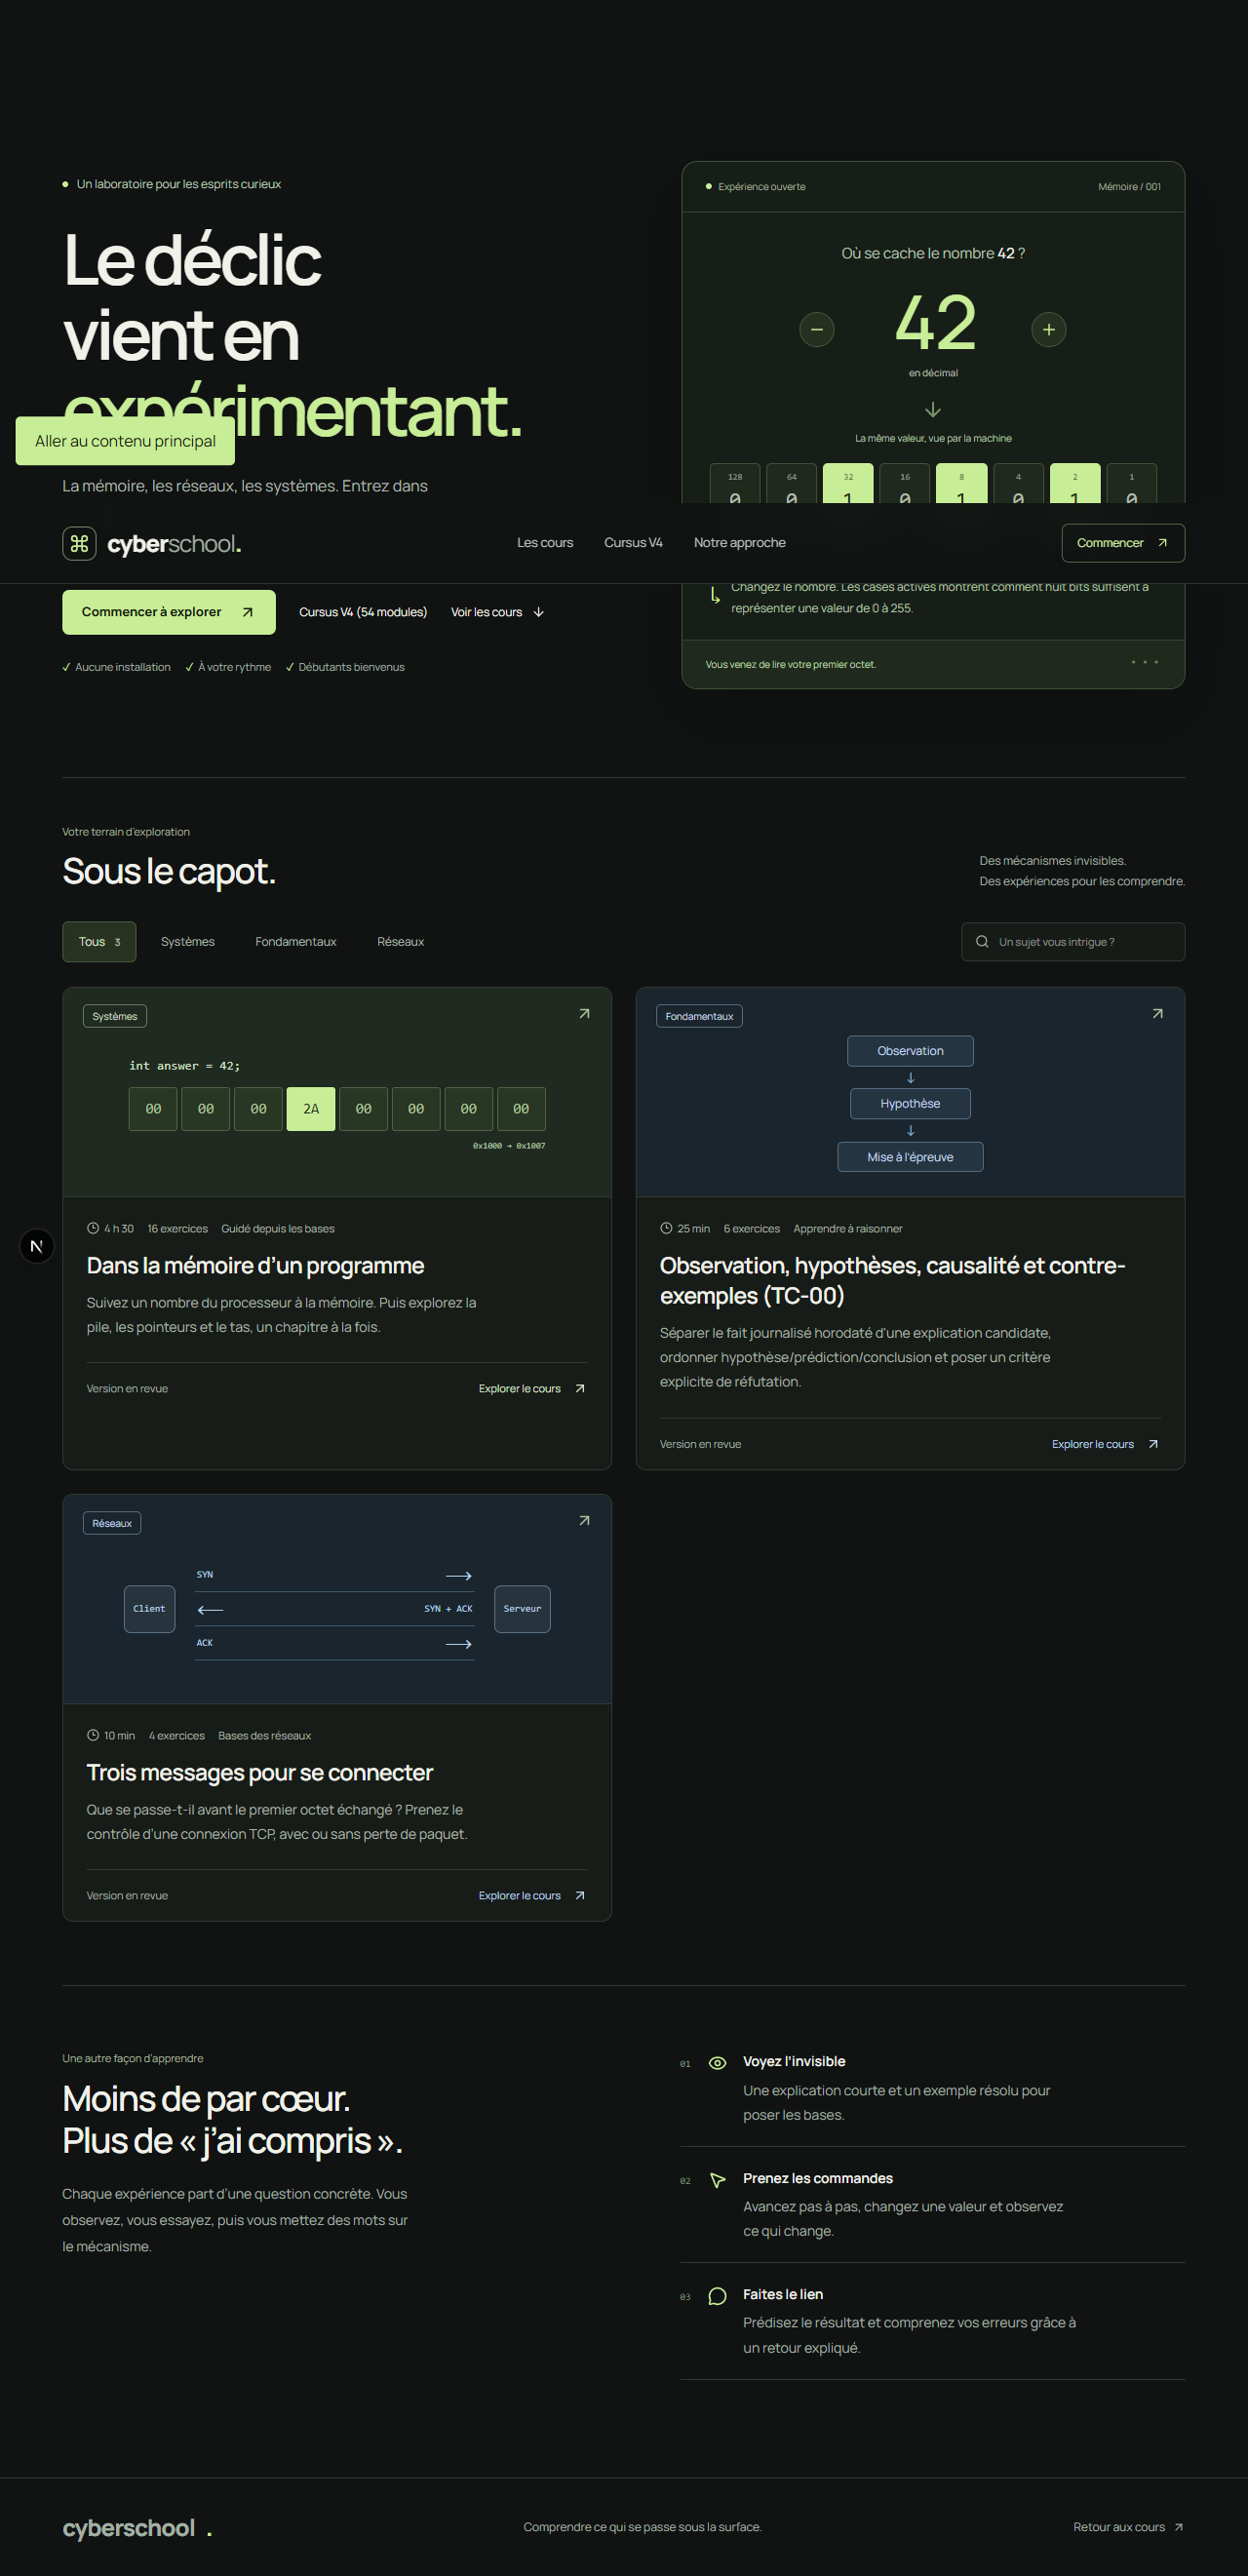 Un laboratoire pour les esprits curieux
Le déclic
vient en
expérimentant.
Aller au contenu principal
La mémoire, les réseaux, les systèmes. Entrez dans
Expérience ouverte
Mémoire / 001
Où se cache le nombre 42 ?
42
en décimal
La même valeur, vue par la machine
128 64 32 16 8 4 2 1
0 0 1 0 1 0 1 0
cyberschool.
Les cours
Cursus V4
Notre approche
Commencer
Commencer à explorer
Cursus V4 (54 modules)
Voir les cours
Aucune installation
À votre rythme
Débutants bienvenus
Changez le nombre. Les cases actives montrent comment huit bits suffisent à
représenter une valeur de 0 à 255.
Vous venez de lire votre premier octet.
Votre terrain d'exploration
Sous le capot.
Des mécanismes invisibles.
Des expériences pour les comprendre.
Tous 3
Systèmes
Fondamentaux
Réseaux
Un sujet vous intrigue ?
Systèmes
int answer = 42;
00 00 00 2A 00 00 00 00
0x1000 → 0x1007
4 h 30 16 exercices Guidé depuis les bases
Dans la mémoire d’un programme
Suivez un nombre du processeur à la mémoire. Puis explorez la
pile, les pointeurs et le tas, un chapitre à la fois.
Version en revue
Explorer le cours
Fondamentaux
Observation
Hypothèse
Mise à l'épreuve
25 min 6 exercices Apprendre à raisonner
Observation, hypothèses, causalité et contre-
exemples (TC-00)
Séparer le fait journalisé horodaté d'une explication candidate,
ordonner hypothèse/prédiction/conclusion et poser un critère
explicite de réfutation.
Version en revue
Explorer le cours
N
Réseaux
Client
SYN
SYN + ACK
ACK
Serveur
10 min 4 exercices Bases des réseaux
Trois messages pour se connecter
Que se passe-t-il avant le premier octet échangé ? Prenez le
contrôle d’une connexion TCP, avec ou sans perte de paquet.
Version en revue
Explorer le cours
Une autre façon d'apprendre
Moins de par cœur.
Plus de « j’ai compris ».
Chaque expérience part d’une question concrète. Vous
observez, vous essayez, puis vous mettez des mots sur
le mécanisme.
01
Voyez l’invisible
Une explication courte et un exemple résolu pour
poser les bases.
02
Prenez les commandes
Avancez pas à pas, changez une valeur et observez
ce qui change.
03
Faites le lien
Prédisez le résultat et comprenez vos erreurs grâce à
un retour expliqué.
cyberschool .
Comprendre ce qui se passe sous la surface.
Retour aux cours